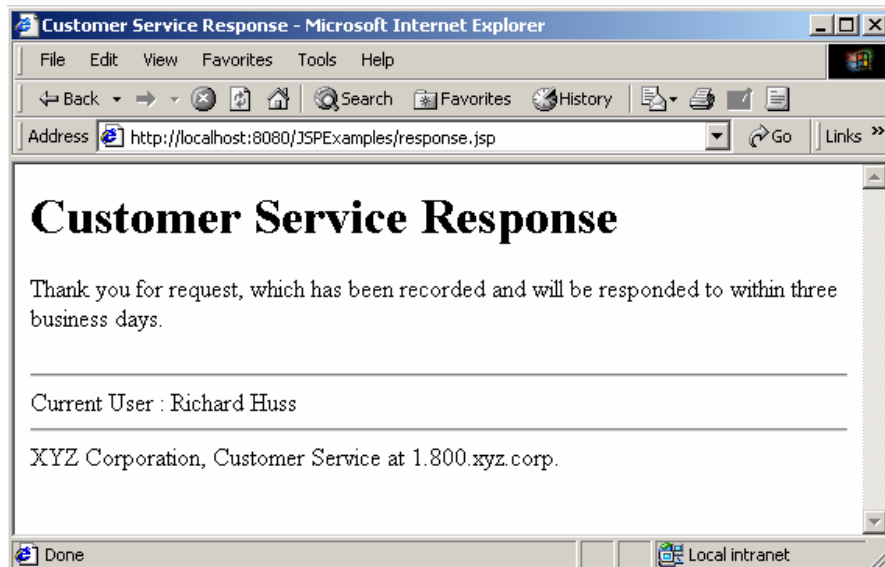 Customer Service Response - Microsoft Internet Explorer
File Edit View Favorites Tools Help
Back Search Favorites History
Address http://localhost:8080/JSPExamples/response.jsp Go Links »
Customer Service Response
Thank you for request, which has been recorded and will be responded to within three
business days.
Current User : Richard Huss
XYZ Corporation, Customer Service at 1.800.xyz.corp.
Done Local intranet